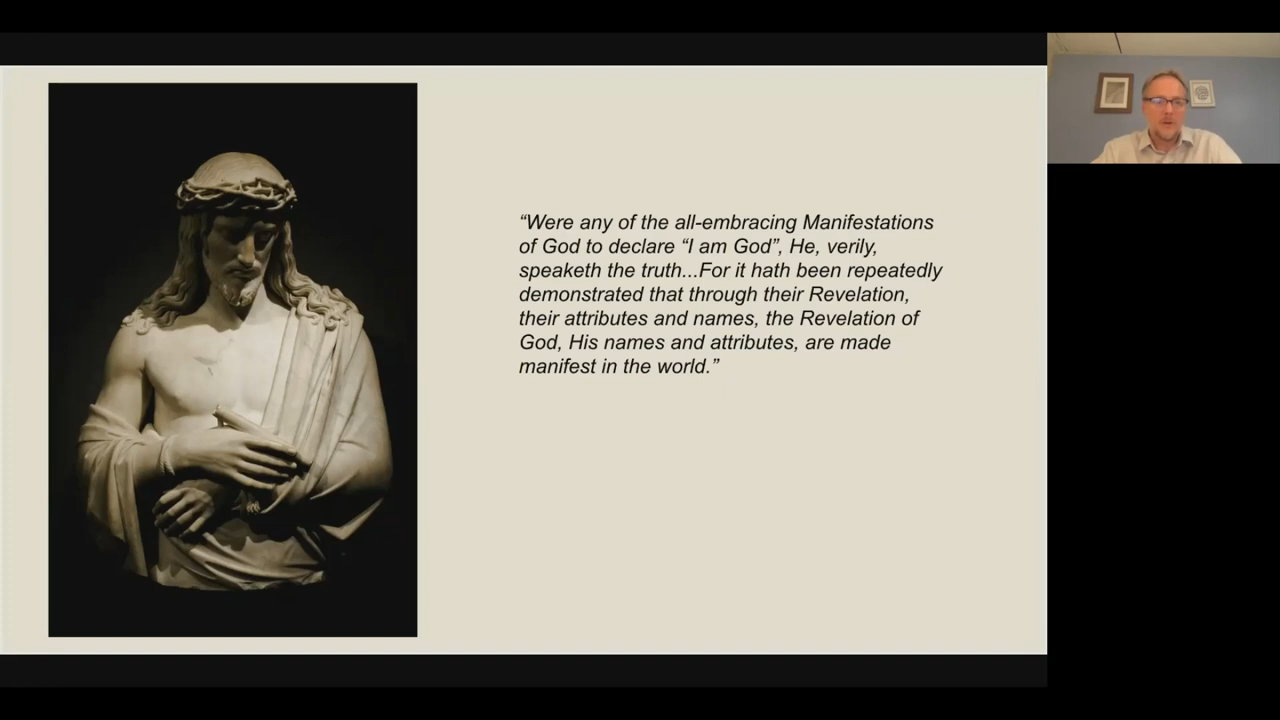 “Were any of the all-embracing Manifestations
of God to declare “I am God”, He, verily,
speaketh the truth...For it hath been repeatedly
demonstrated that through their Revelation,
their attributes and names, the Revelation of
God, His names and attributes, are made
manifest in the world.”